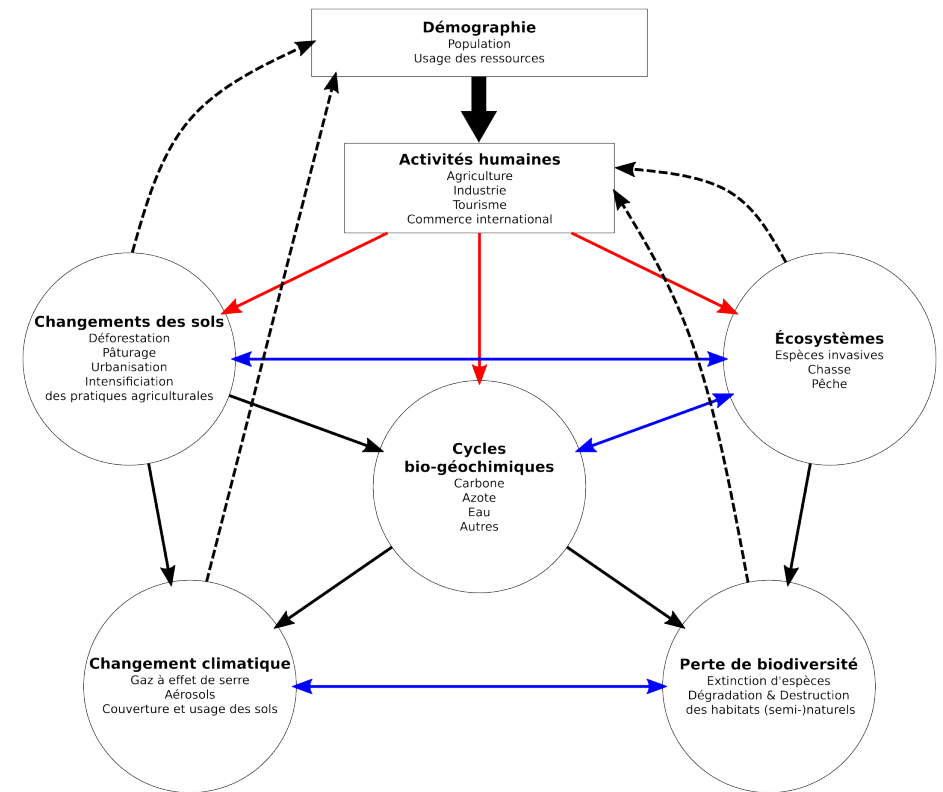 Démographie
Population
Usage des ressources
Activités humaines
Agriculture
Industrie
Tourisme
Commerce international
Changements des sols
Déforestation
Pâturage
Urbanisation
Intensificiation
des pratiques agriculturales
Écosystèmes
Espèces invasives
Chasse
Pêche
Cycles
bio-géochimiques
Carbone
Azote
Eau
Autres
Changement climatique
Gaz à effet de serre
Aérosols
Couverture et usage des sols
Perte de biodiversité
Extinction d'espèces
Dégradation & Destruction
des habitats (semi-)naturels